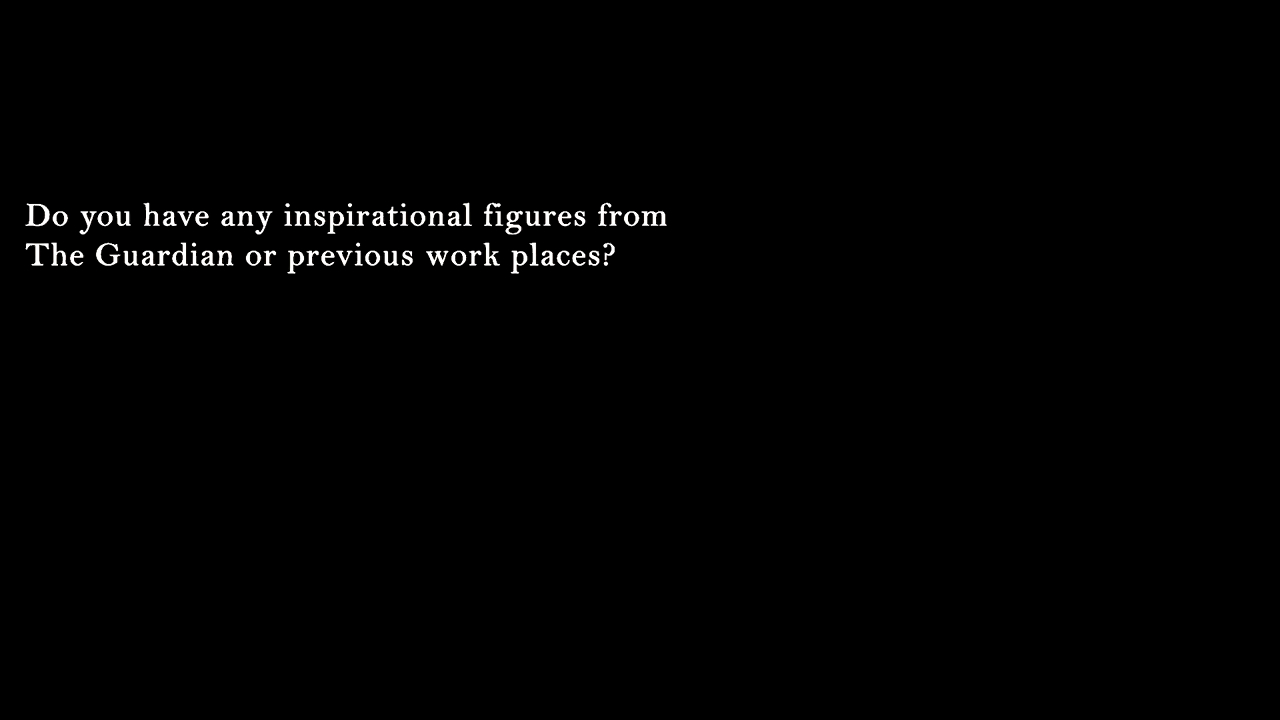 Do you have any inspirational figures from
The Guardian or previous work places?